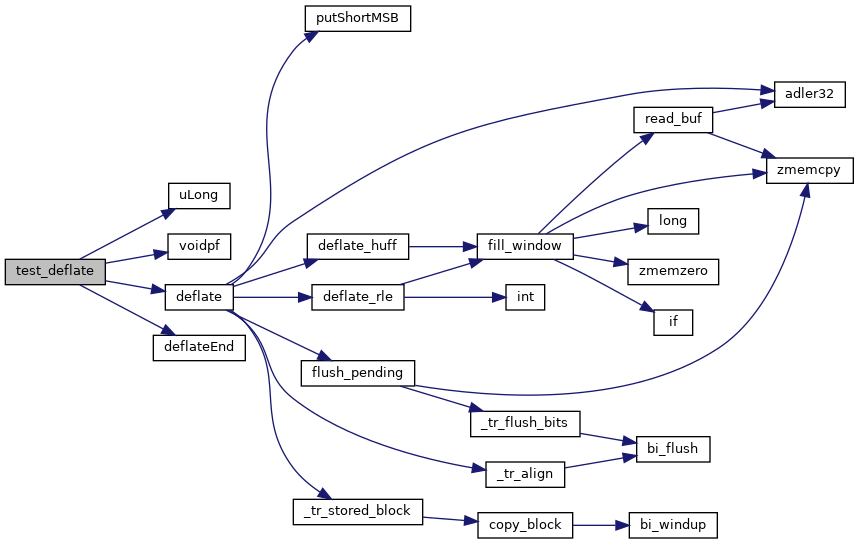 putShortMSB
adler32
read_buf
zmemcpy
uLong
long
voidpf
deflate_huff
fill_window
test_deflate
zmemzero
deflate
deflate_rle
int
if
deflateEnd
flush_pending
_tr_flush_bits
bi_flush
_tr_align
_tr_stored_block
copy_block
bi_windup